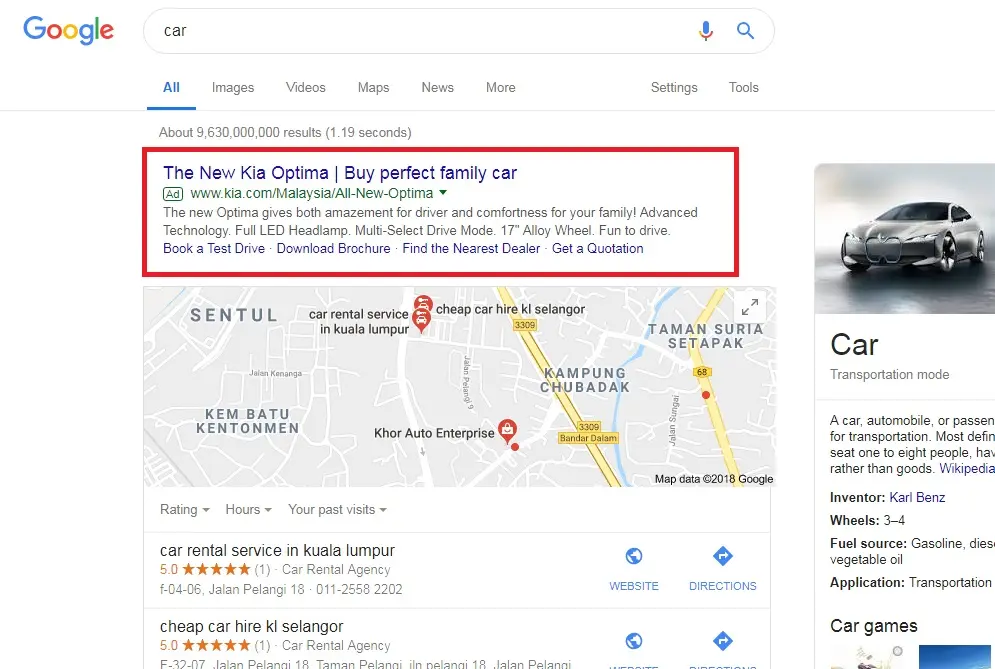 Google
car
All Images Videos Maps News More Settings Tools
About 9,630,000,000 results (1.19 seconds)
The New Kia Optima | Buy perfect family car
Ad www.kia.com/Malaysia/All-New-Optima
The new Optima gives both amazement for driver and comfortness for your family! Advanced
Technology. Full LED Headlamp. Multi-Select Drive Mode. 17" Alloy Wheel. Fun to drive.
Book a Test Drive · Download Brochure · Find the Nearest Dealer · Get a Quotation
SENTUL
car rental service
in kuala lumpur
cheap car hire kl selangor
3309
TAMAN SURIA
SETAPAK
Jalan Kenanga
Jalan Pelangi 9
KAMPUNG
CHUBADAK
68
KEM BATU
KENTONMEN
Khor Auto Enterprise
3309
Bandar Dalam
Jalan Sungai
Map data ©2018 Google
Rating Hours Your past visits
car rental service in kuala lumpur
5.0 ★★★★★ (1) · Car Rental Agency
f-04-06, Jalan Pelangi 18 · 011-2558 2202
WEBSITE DIRECTIONS
cheap car hire kl selangor
5.0 ★★★★★ (1) · Car Rental Agency
F-32-07, Jalan Pelangi 18, Taman Pelangi, jln pelangi 18, Jalan Pelangi
WEBSITE DIRECTIONS
Car
Transportation mode
A car, automobile, or passen
for transportation. Most defin
seat one to eight people, hav
rather than goods. Wikipedia
Inventor: Karl Benz
Wheels: 3–4
Fuel source: Gasoline, diese
vegetable oil
Application: Transportation
Car games